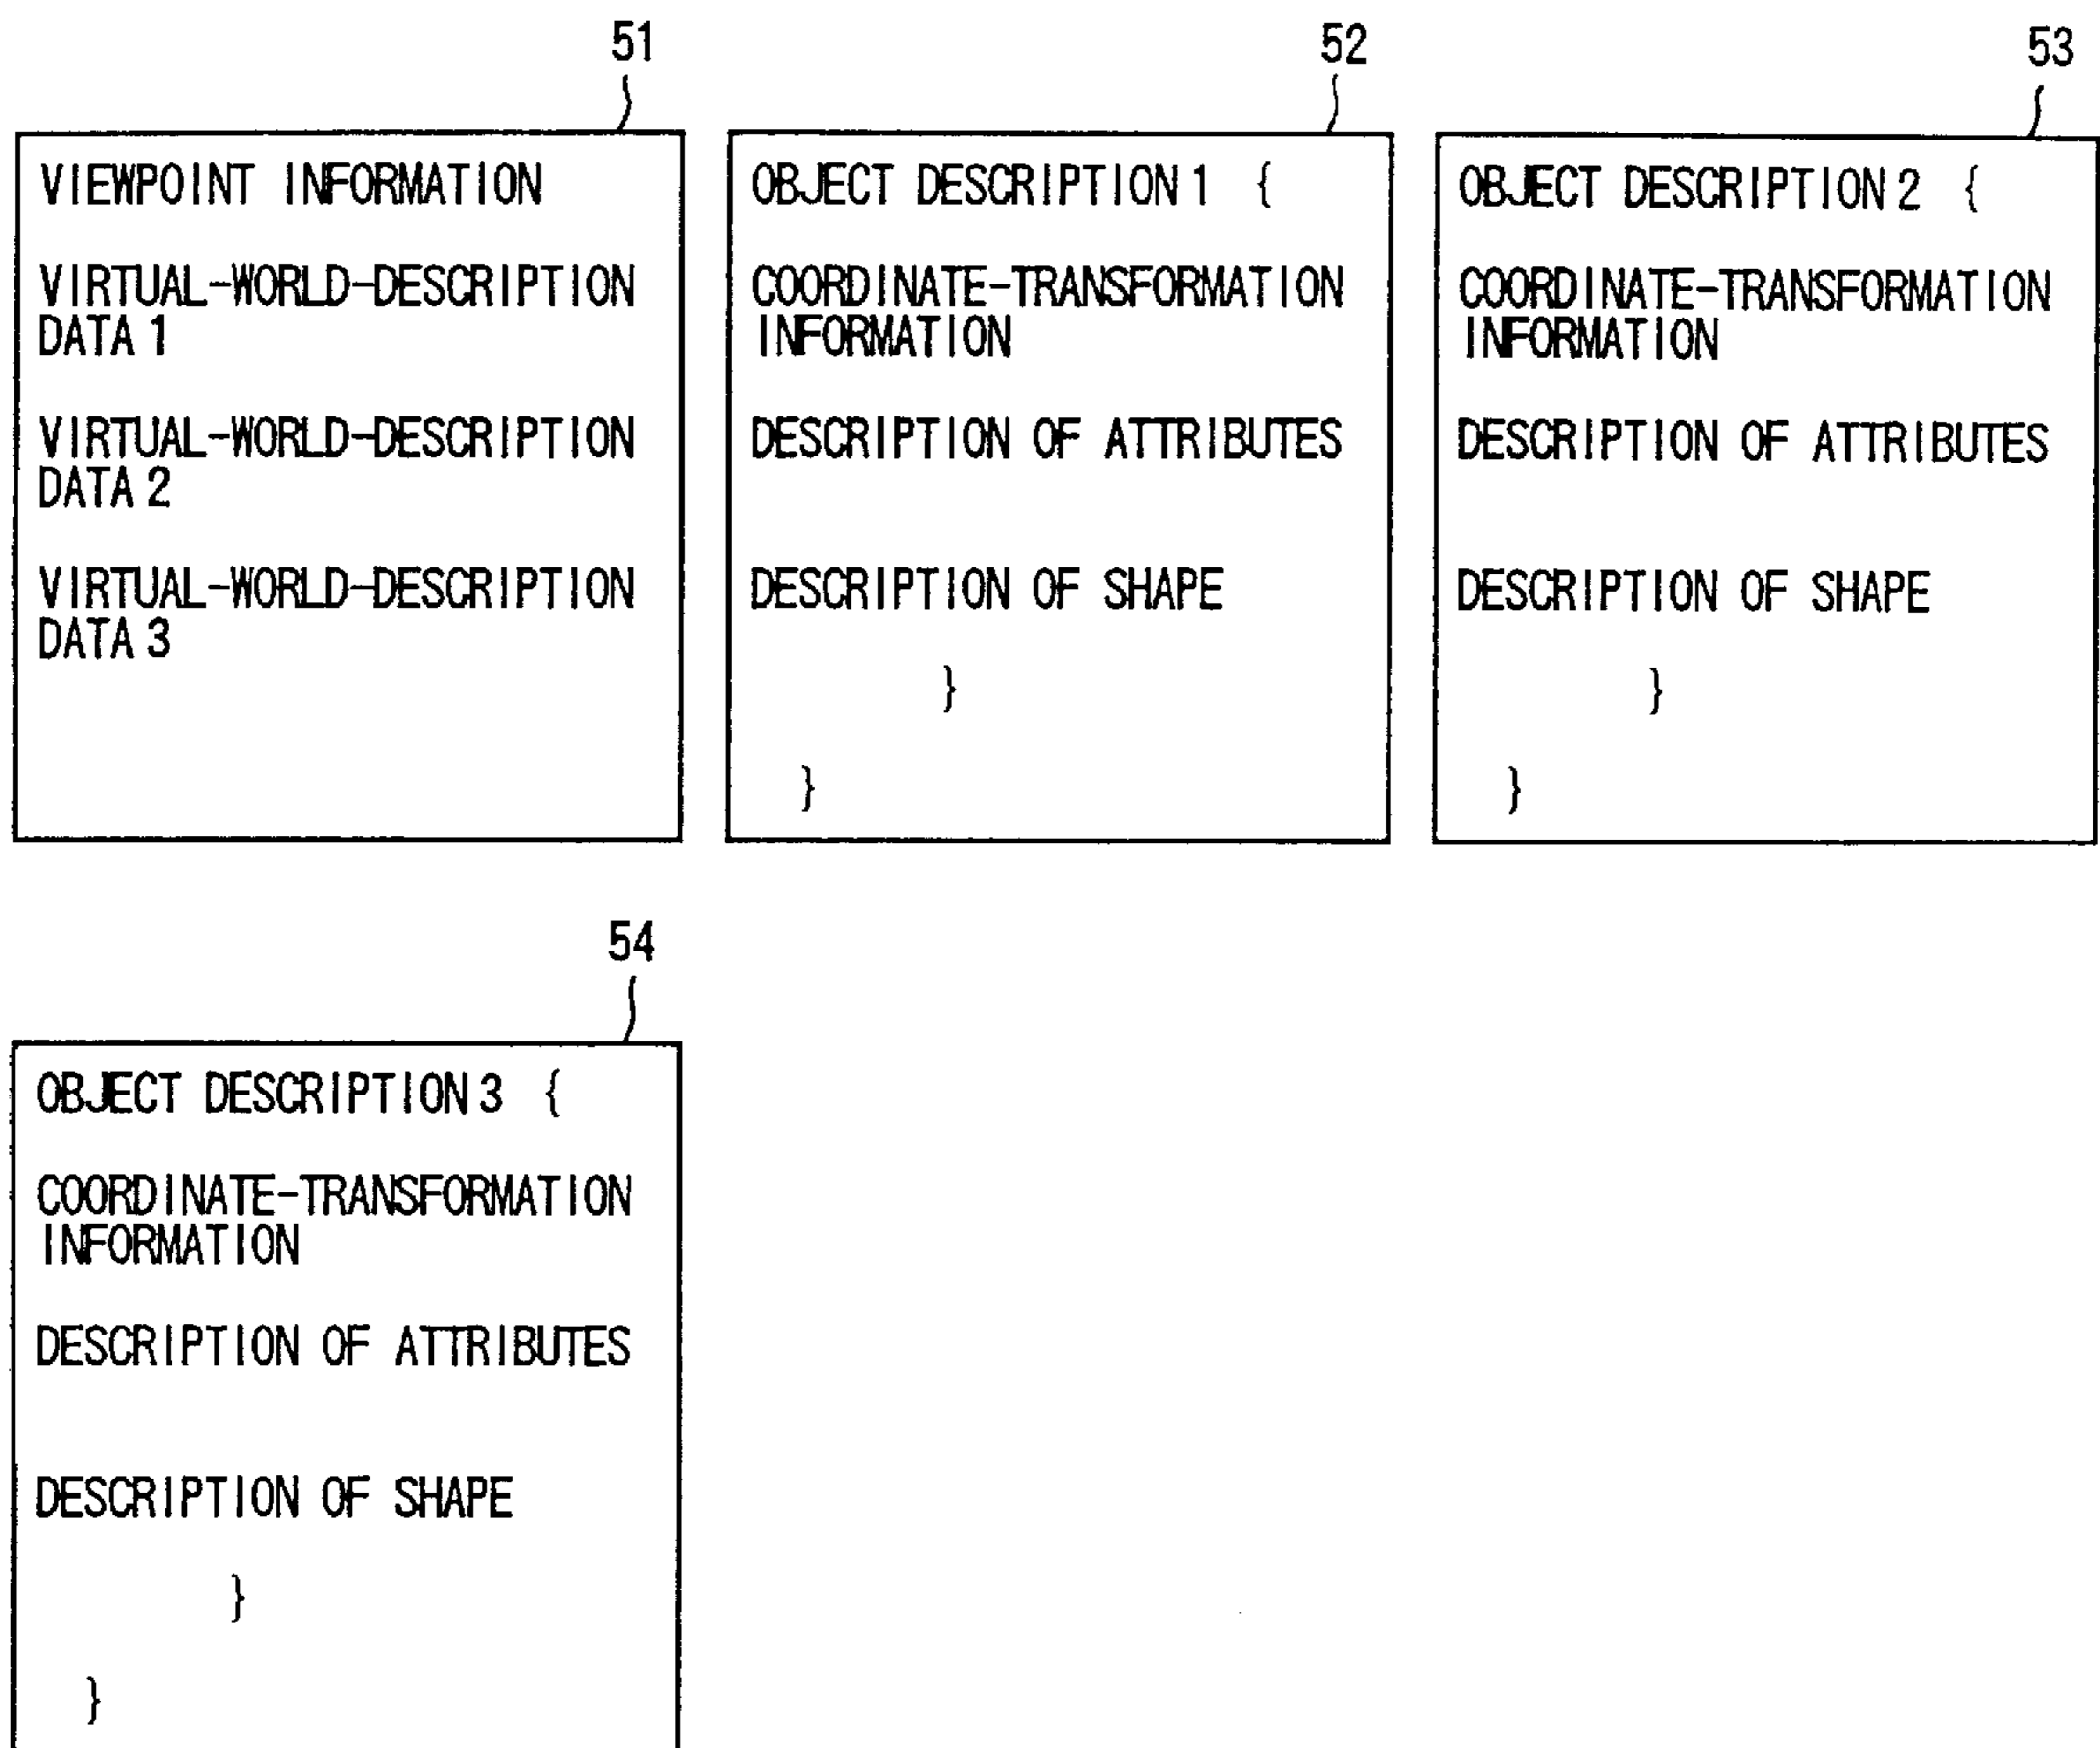 51
VIEWPOINT INFORMATION
VIRTUAL-WORLD-DESCRIPTION
DATA 1
VIRTUAL-WORLD-DESCRIPTION
DATA 2
VIRTUAL-WORLD-DESCRIPTION
DATA 3
52
OBJECT DESCRIPTION 1 {
COORDINATE-TRANSFORMATION
INFORMATION
DESCRIPTION OF ATTRIBUTES
DESCRIPTION OF SHAPE
}
}
53
OBJECT DESCRIPTION 2 {
COORDINATE-TRANSFORMATION
INFORMATION
DESCRIPTION OF ATTRIBUTES
DESCRIPTION OF SHAPE
}
}
54
OBJECT DESCRIPTION 3 {
COORDINATE-TRANSFORMATION
INFORMATION
DESCRIPTION OF ATTRIBUTES
DESCRIPTION OF SHAPE
}
}